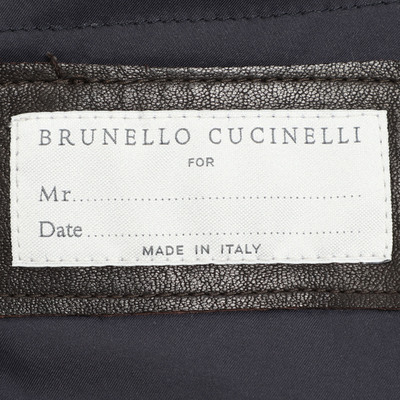 BRUNELLO CUCINELLI
FOR
Mr..............................................
Date............................................
MADE IN ITALY